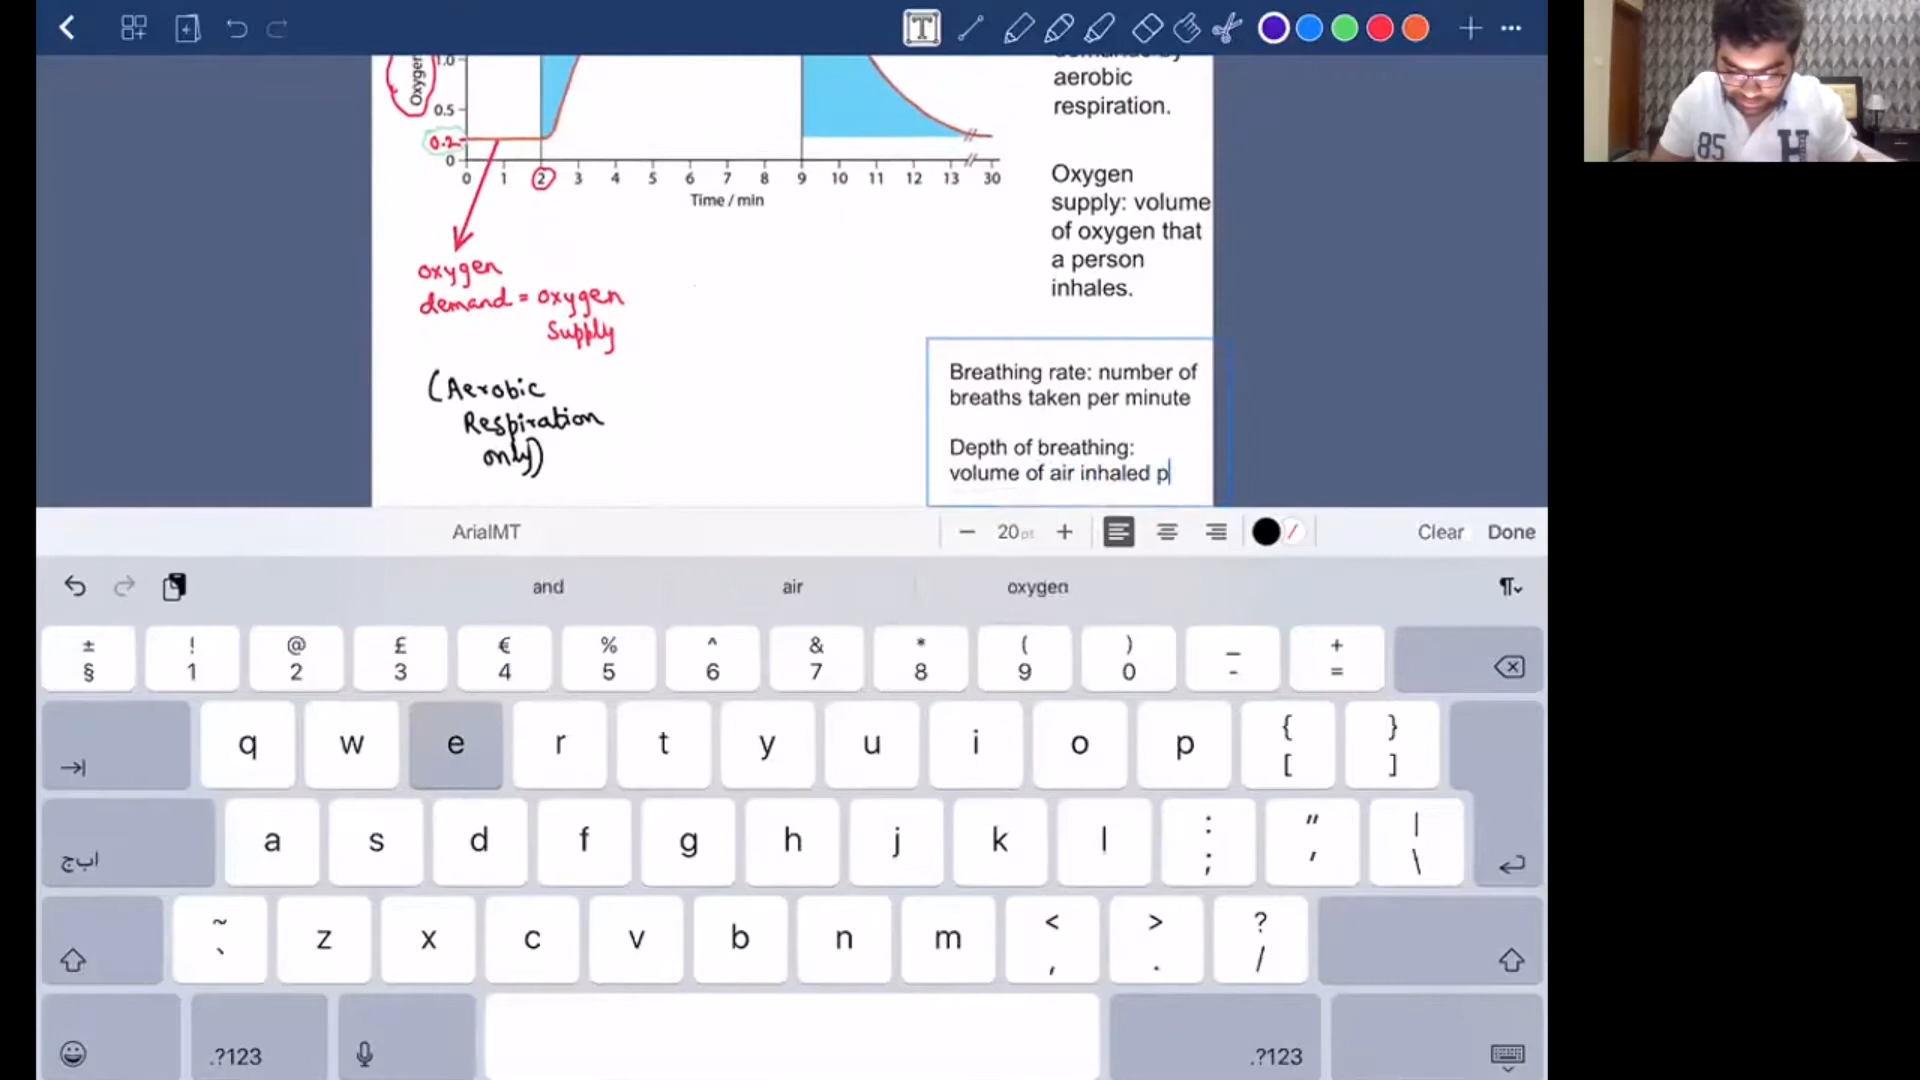 T
demands by
aerobic
respiration.
Oxygen
1.0
0.5
0.2
0
0 1 2 3 4 5 6 7 8 9 10 11 12 13 30
Time / min
Oxygen
supply: volume
of oxygen that
a person
inhales.
oxygen
demand = oxygen
supply
(Aerobic
Respiration
only)
Breathing rate: number of
breaths taken per minute
Depth of breathing:
volume of air inhaled p
ArialMT
− 20pt +
Clear Done
and air oxygen
± ! @ £ € % ^ & * ( ) _ +
§ 1 2 3 4 5 6 7 8 9 0 - =
q w e r t y u i o p { }
[ ]
a s d f g h j k l : " |
; ' \
اب‌ج
~ z x c v b n m < > ?
` , . /
.?123 .?123
85 H